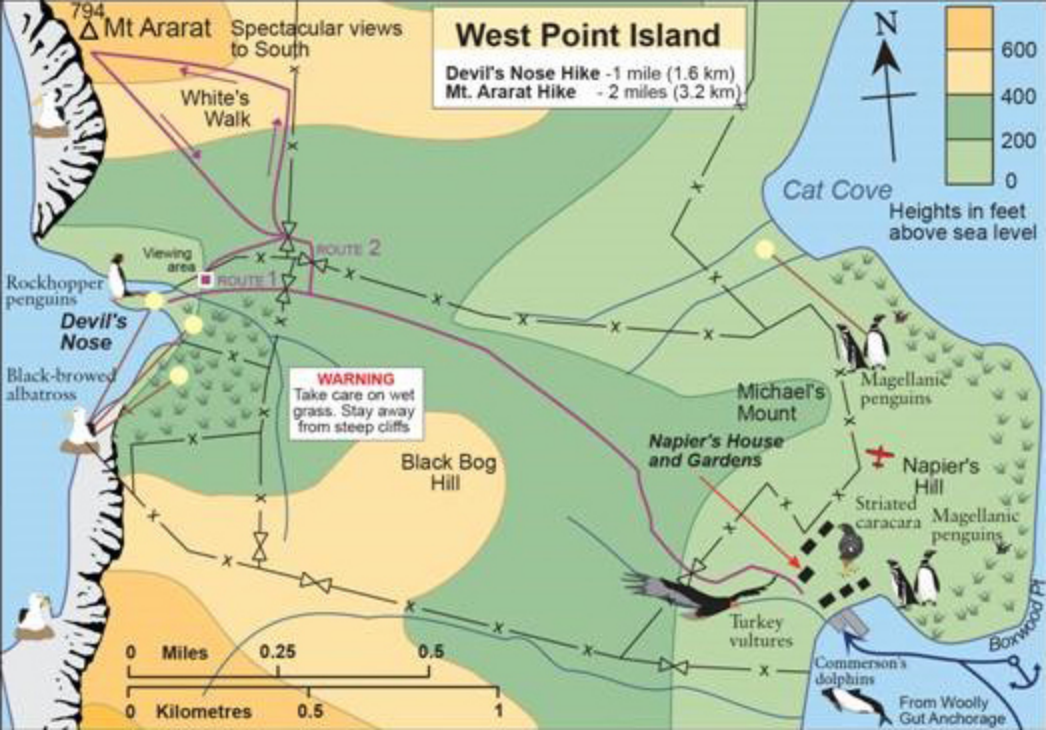 794
Mt Ararat
Spectacular views
to South
White's
Walk
West Point Island
Devil's Nose Hike -1 mile (1.6 km)
Mt. Ararat Hike - 2 miles (3.2 km)
N
600
400
200
0
Heights in feet
above sea level
Cat Cove
Viewing
area
ROUTE 1
ROUTE 2
Rockhopper
penguins
Devil's
Nose
Black-browed
albatross
WARNING
Take care on wet
grass. Stay away
from steep cliffs
Black Bog
Hill
Michael's
Mount
Magellanic
penguins
Napier's House
and Gardens
Napier's
Hill
Striated
caracara
Magellanic
penguins
Turkey
vultures
Boxwood Pt
Commerson's
dolphins
From Woolly
Gut Anchorage
0 Miles 0.25 0.5
0 Kilometres 0.5 1